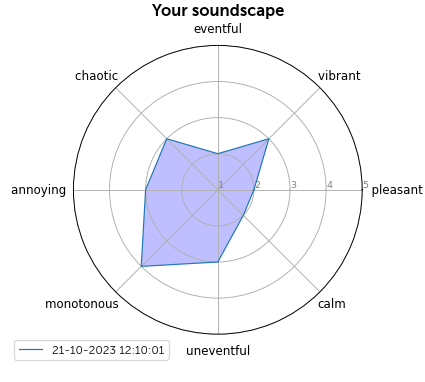 Your soundscape
eventful
chaotic
vibrant
annoying
1 2 3 4 5
pleasant
monotonous
calm
21-10-2023 12:10:01
uneventful